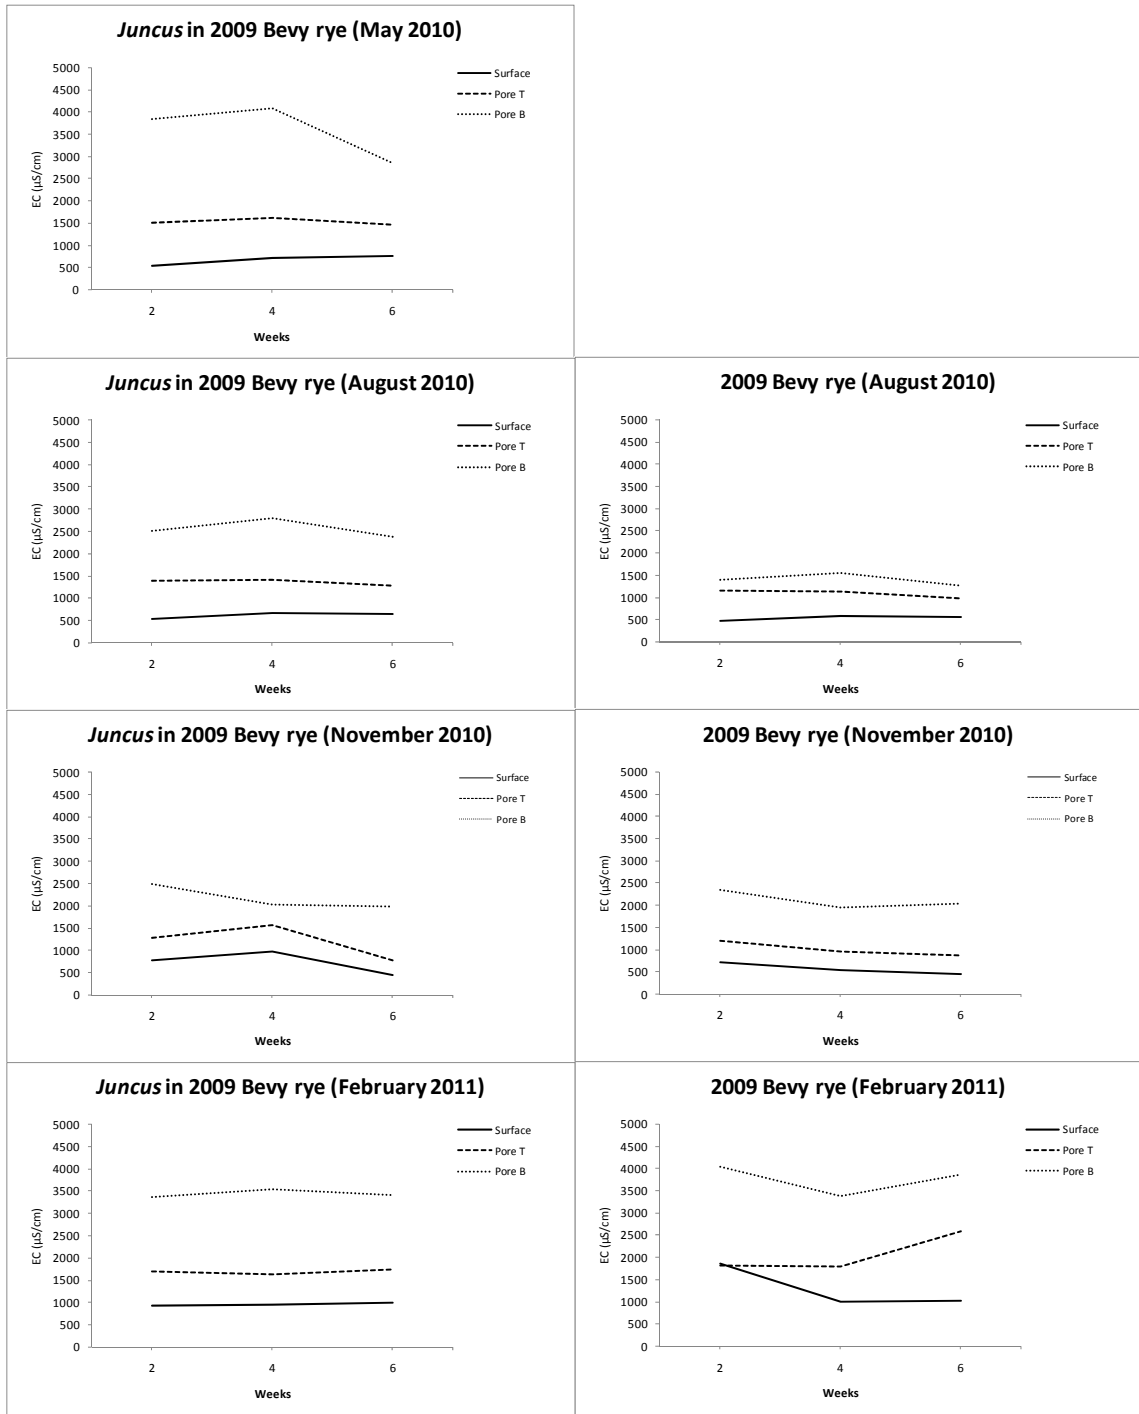 Juncus in 2009 Bevy rye (May 2010)
5000
4500
4000
3500
3000
2500
2000
1500
1000
500
0
EC (µS/cm)
2 4 6
Weeks
Surface
Pore T
Pore B
Juncus in 2009 Bevy rye (August 2010)
5000
4500
4000
3500
3000
2500
2000
1500
1000
500
0
EC (µS/cm)
2 4 6
Weeks
Surface
Pore T
Pore B
2009 Bevy rye (August 2010)
5000
4500
4000
3500
3000
2500
2000
1500
1000
500
0
EC (µS/cm)
2 4 6
Weeks
Surface
Pore T
Pore B
Juncus in 2009 Bevy rye (November 2010)
5000
4500
4000
3500
3000
2500
2000
1500
1000
500
0
EC (µS/cm)
2 4 6
Weeks
Surface
Pore T
Pore B
2009 Bevy rye (November 2010)
5000
4500
4000
3500
3000
2500
2000
1500
1000
500
0
EC (µS/cm)
2 4 6
Weeks
Surface
Pore T
Pore B
Juncus in 2009 Bevy rye (February 2011)
5000
4500
4000
3500
3000
2500
2000
1500
1000
500
0
EC (µS/cm)
2 4 6
Weeks
Surface
Pore T
Pore B
2009 Bevy rye (February 2011)
5000
4500
4000
3500
3000
2500
2000
1500
1000
500
0
EC (µS/cm)
2 4 6
Weeks
Surface
Pore T
Pore B